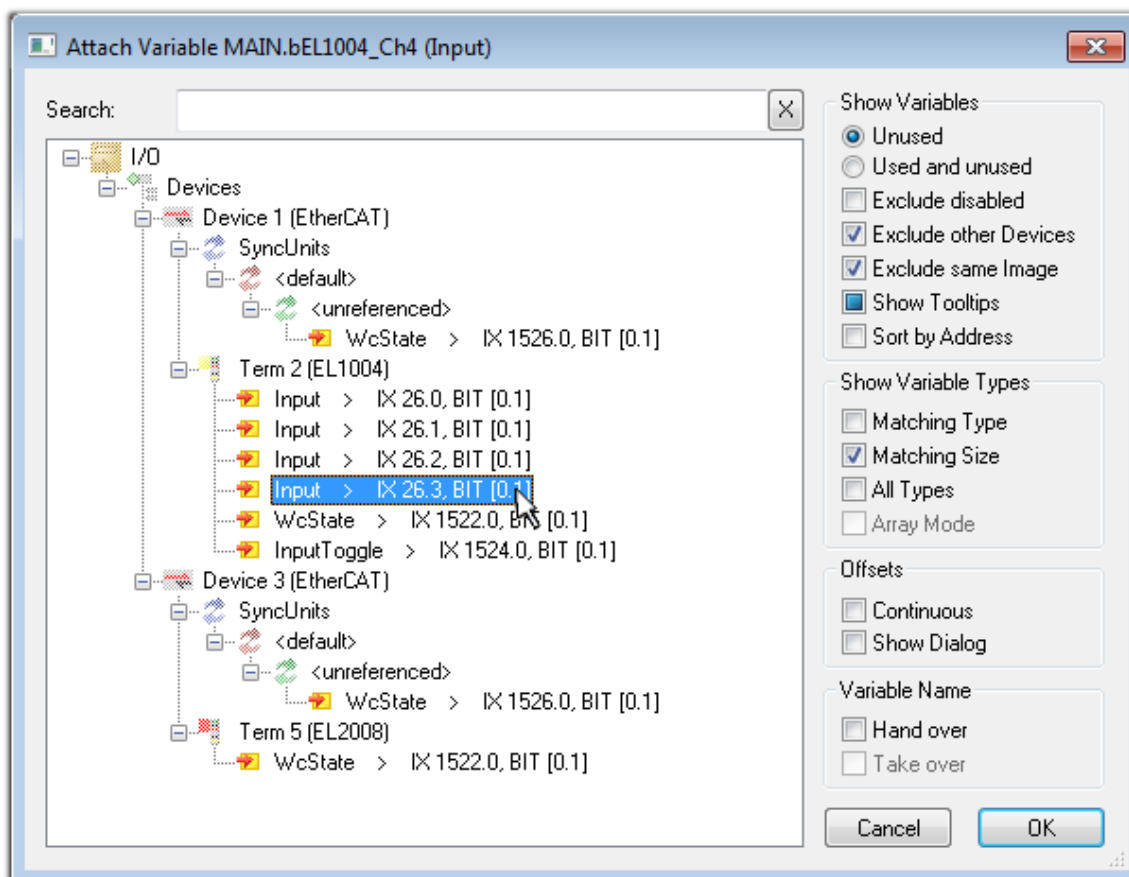 Attach Variable MAIN.bEL1004_Ch4 (Input)
Search:
X
I/O
Devices
Device 1 (EtherCAT)
SyncUnits
<default>
<unreferenced>
WcState > IX 1526.0, BIT [0.1]
Term 2 (EL1004)
Input > IX 26.0, BIT [0.1]
Input > IX 26.1, BIT [0.1]
Input > IX 26.2, BIT [0.1]
Input > IX 26.3, BIT [0.1]
WcState > IX 1522.0, BIT [0.1]
InputToggle > IX 1524.0, BIT [0.1]
Device 3 (EtherCAT)
SyncUnits
<default>
<unreferenced>
WcState > IX 1526.0, BIT [0.1]
Term 5 (EL2008)
WcState > IX 1522.0, BIT [0.1]
Show Variables
Unused
Used and unused
Exclude disabled
Exclude other Devices
Exclude same Image
Show Tooltips
Sort by Address
Show Variable Types
Matching Type
Matching Size
All Types
Array Mode
Offsets
Continuous
Show Dialog
Variable Name
Hand over
Take over
Cancel
OK